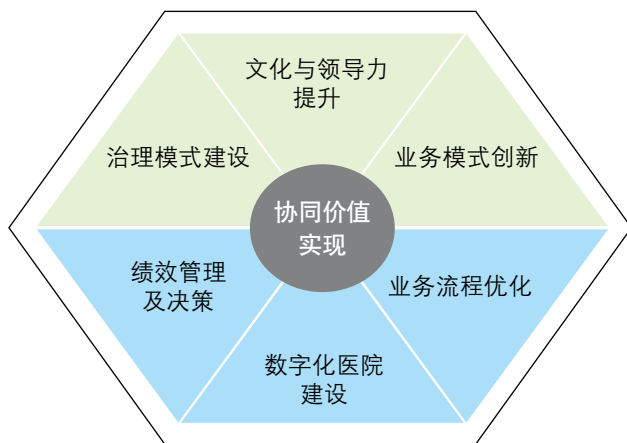 文化与领导力
提升
治理模式建设
业务模式创新
协同价值
实现
绩效管理
及决策
业务流程优化
数字化医院
建设